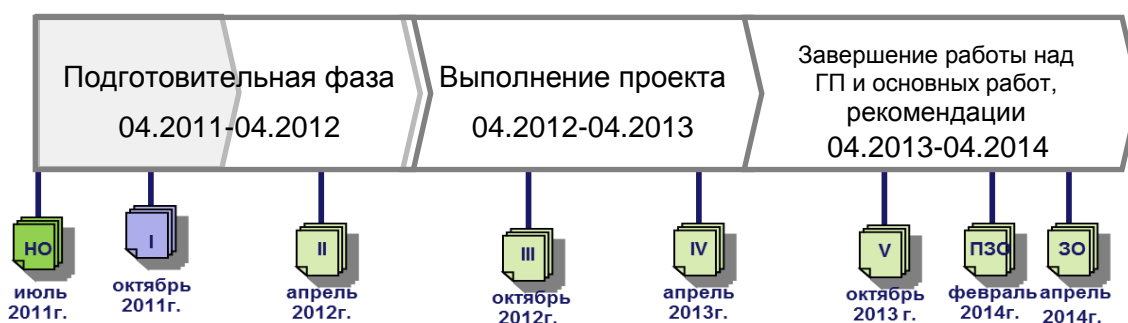 Подготовительная фаза
04.2011-04.2012
Выполнение проекта
04.2012-04.2013
Завершение работы над
ГП и основных работ,
рекомендации
04.2013-04.2014
НО
I
II
III
IV
V
ПЗО
ЗО
июль
2011г.
октябрь
2011г.
апрель
2012г.
октябрь
2012г.
апрель
2013г.
октябрь
2013 г.
февраль
2014г.
апрель
2014г.